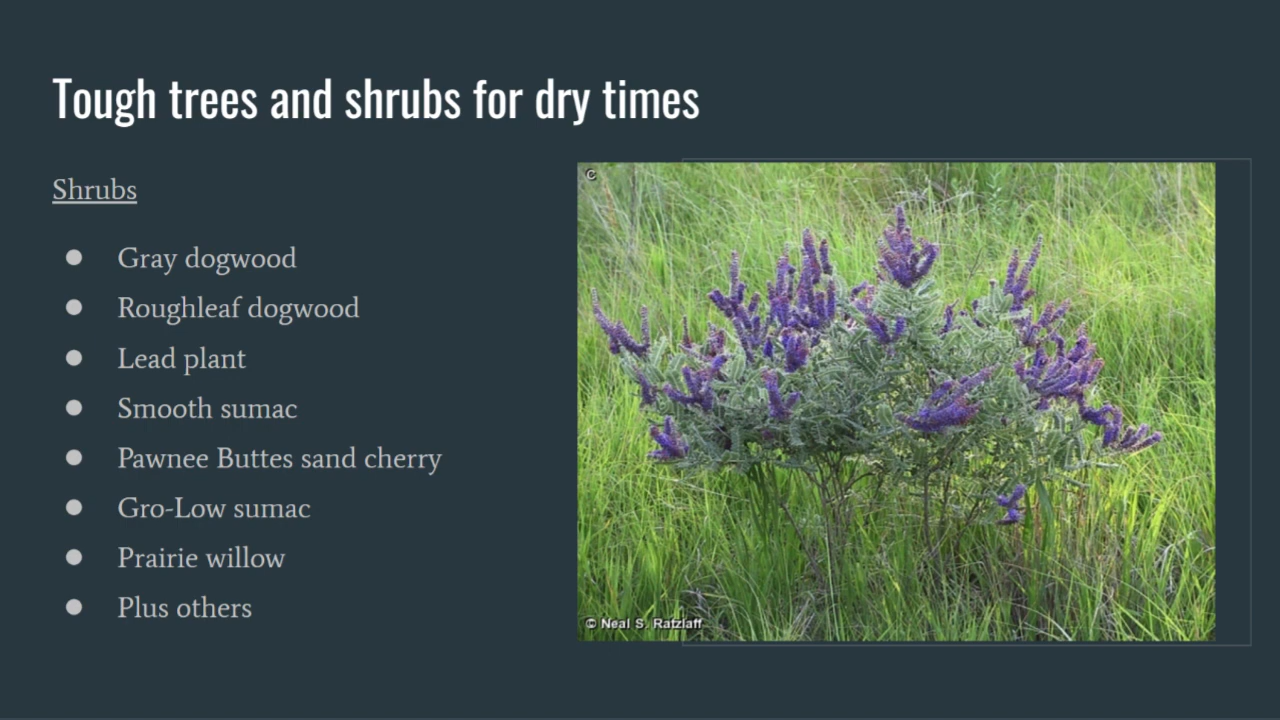 Tough trees and shrubs for dry times
Shrubs
● Gray dogwood
● Roughleaf dogwood
● Lead plant
● Smooth sumac
● Pawnee Buttes sand cherry
● Gro-Low sumac
● Prairie willow
● Plus others
©
© Neal S. Ratzlaff